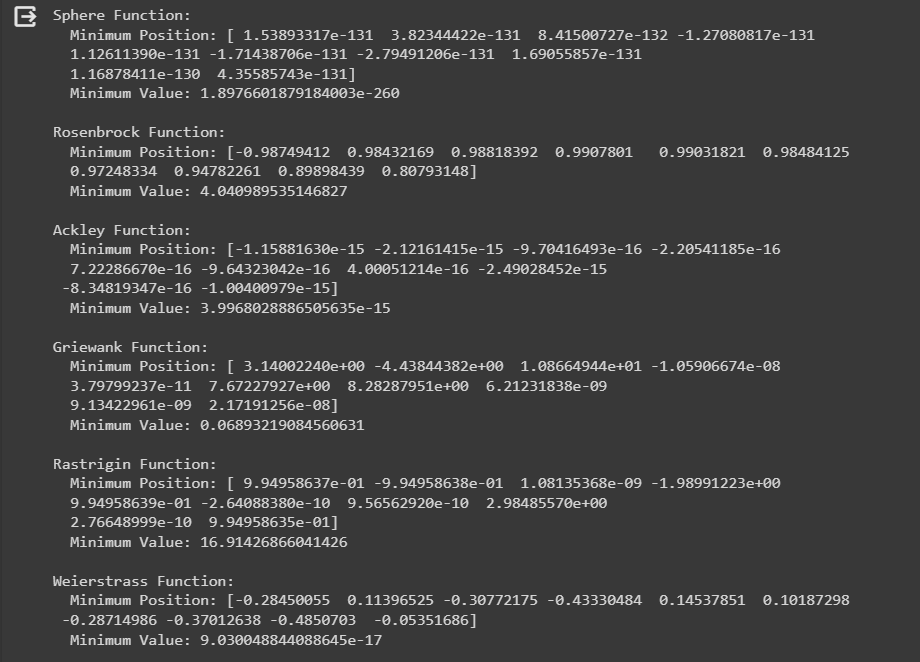 Sphere Function:
Minimum Position: [ 1.53893317e-131 3.82344422e-131 8.41500727e-132 -1.27080817e-131
1.12611390e-131 -1.71438706e-131 -2.79491206e-131 1.69055857e-131
1.16878411e-130 4.35585743e-131]
Minimum Value: 1.8976601879184003e-260
Rosenbrock Function:
Minimum Position: [-0.98749412 0.98432169 0.98818392 0.9907801 0.99031821 0.98484125
0.97248334 0.94782261 0.89898439 0.80793148]
Minimum Value: 4.040989535146827
Ackley Function:
Minimum Position: [-1.15881630e-15 -2.12161415e-15 -9.70416493e-16 -2.20541185e-16
7.22286670e-16 -9.64323042e-16 4.00051214e-16 -2.49028452e-15
-8.34819347e-16 -1.00400979e-15]
Minimum Value: 3.9968028886505635e-15
Griewank Function:
Minimum Position: [ 3.14002240e+00 -4.43844382e+00 1.08664944e+01 -1.05906674e-08
3.79799237e-11 7.67227927e+00 8.28287951e+00 6.21231838e-09
9.13422961e-09 2.17191256e-08]
Minimum Value: 0.06893219084560631
Rastrigin Function:
Minimum Position: [ 9.94958637e-01 -9.94958638e-01 1.08135368e-09 -1.98991223e+00
9.94958639e-01 -2.64088380e-10 9.56562920e-10 2.98485570e+00
2.76648999e-10 9.94958635e-01]
Minimum Value: 16.91426866041426
Weierstrass Function:
Minimum Position: [-0.28450055 0.11396525 -0.30772175 -0.43330484 0.14537851 0.10187298
-0.28714986 -0.37012638 -0.4850703 -0.05351686]
Minimum Value: 9.030048844088645e-17